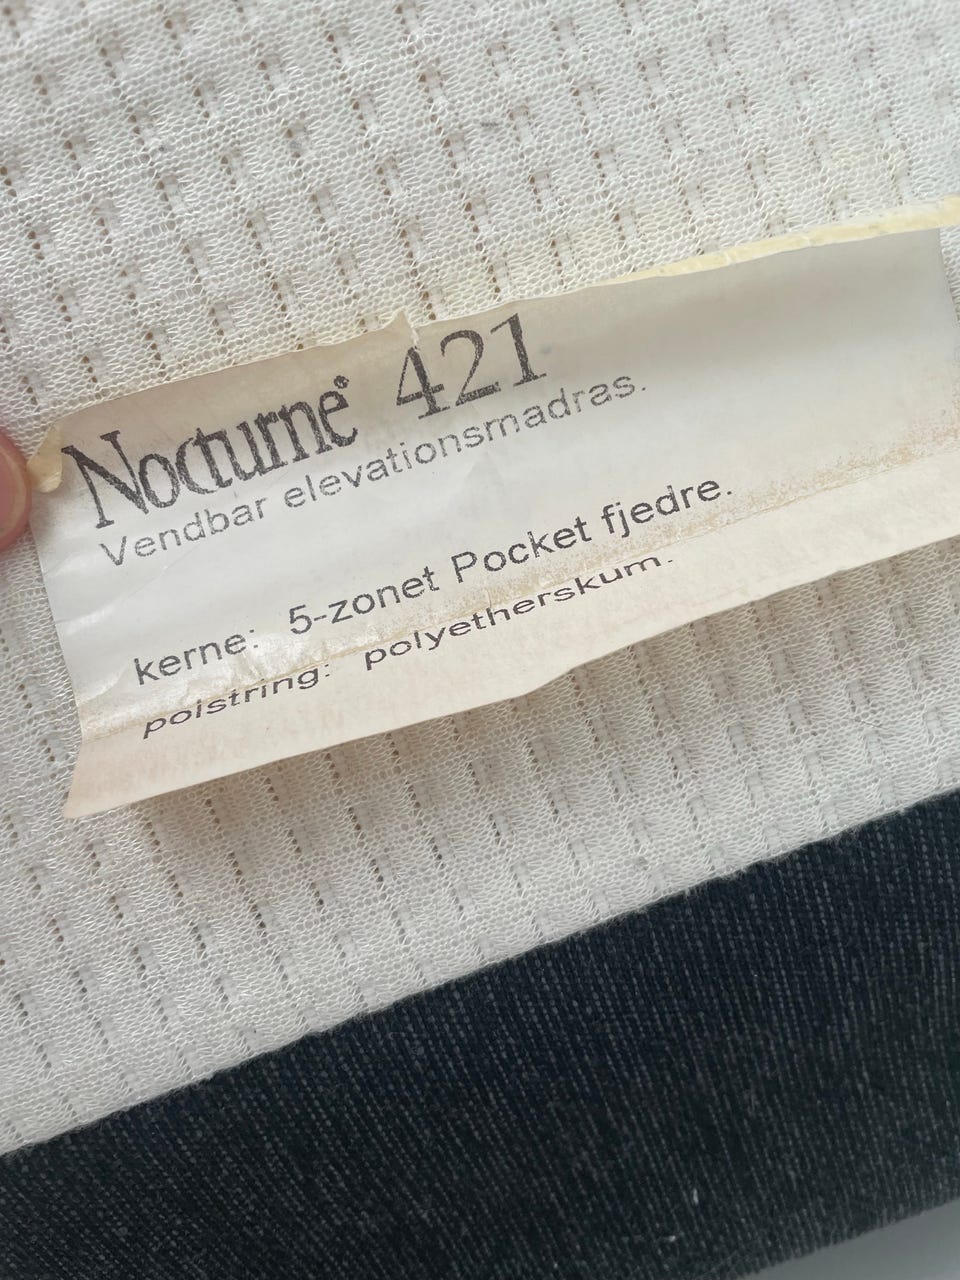 Nocturne® 421
Vendbar elevationsmadras.
kerne: 5-zonet Pocket fjedre.
polstring: polyetherskum.